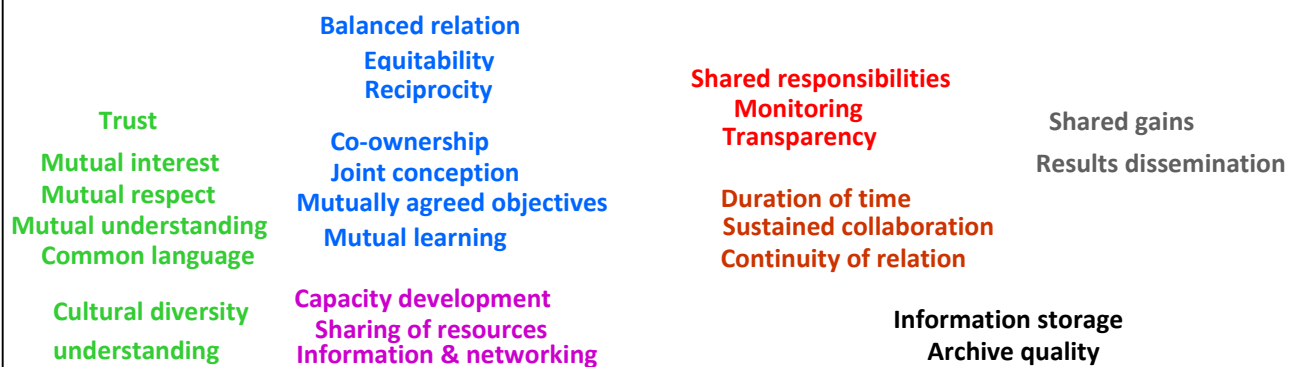 Balanced relation
Equitability
Reciprocity
Shared responsibilities
Monitoring
Transparency
Trust
Mutual interest
Mutual respect
Mutual understanding
Common language
Co-ownership
Joint conception
Mutually agreed objectives
Mutual learning
Shared gains
Results dissemination
Duration of time
Sustained collaboration
Continuity of relation
Cultural diversity
understanding
Capacity development
Sharing of resources
Information & networking
Information storage
Archive quality